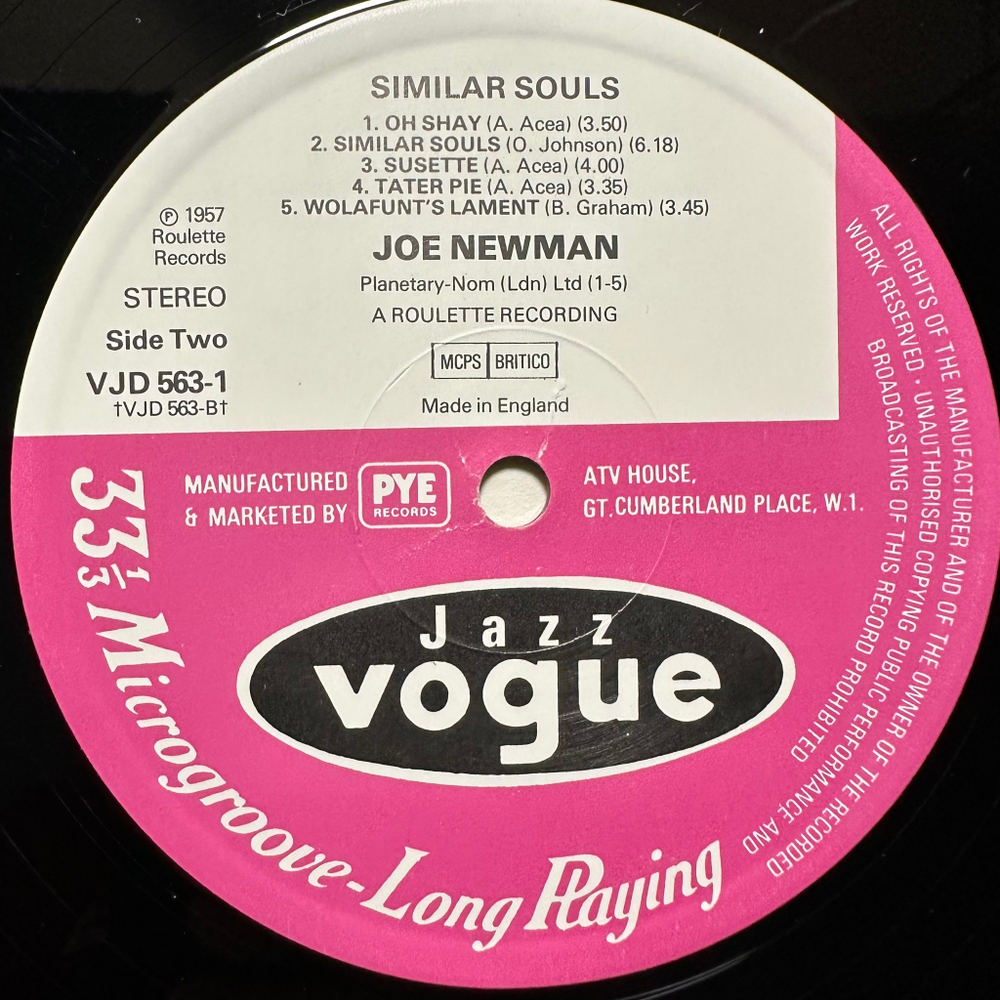 SIMILAR SOULS
1. OH SHAY (A. Acea) (3.50)
2. SIMILAR SOULS (O. Johnson) (6.18)
3. SUSETTE (A. Acea) (4.00)
4. TATER PIE (A. Acea) (3.35)
5. WOLAFUNT'S LAMENT (B. Graham) (3.45)
JOE NEWMAN
Planetary-Nom (Ldn) Ltd (1-5)
A ROULETTE RECORDING
MCPS BRITICO
Made in England
℗ 1957
Roulette
Records
STEREO
Side Two
VJD 563-1
†VJD 563-B†
MANUFACTURED
& MARKETED BY
PYE
RECORDS
ATV HOUSE,
GT.CUMBERLAND PLACE, W.1.
Jazz
vogue
33⅓ Microgroove-Long Playing
ALL RIGHTS OF THE MANUFACTURER AND OF THE OWNER OF THE RECORDED
WORK RESERVED · UNAUTHORISED COPYING PUBLIC PERFORMANCE AND
BROADCASTING OF THIS RECORD PROHIBITED